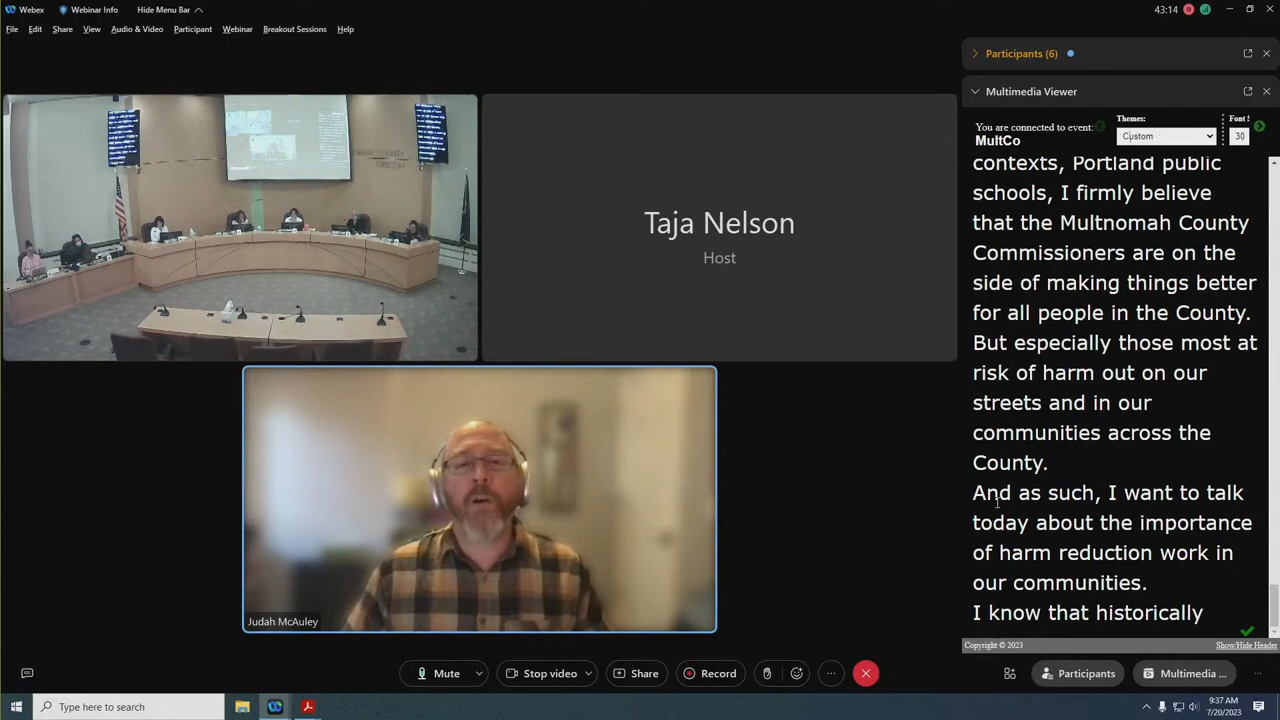 Webex
Webinar Info
Hide Menu Bar
43:14
File Edit Share View Audio & Video Participant Webinar Breakout Sessions Help
Participants (6)
Multimedia Viewer
You are connected to event:
MultCo
Themes:
Custom
Font
30
contexts, Portland public
schools, I firmly believe
that the Multnomah County
Commissioners are on the
side of making things better
for all people in the County.
But especially those most at
risk of harm out on our
streets and in our
communities across the
County.
And as such, I want to talk
today about the importance
of harm reduction work in
our communities.
I know that historically
Copyright © 2023
Show/Hide Header
Taja Nelson
Host
Judah McAuley
Mute
Stop video
Share
Record
Participants
Multimedia ...
Type here to search
9:37 AM
7/20/2023